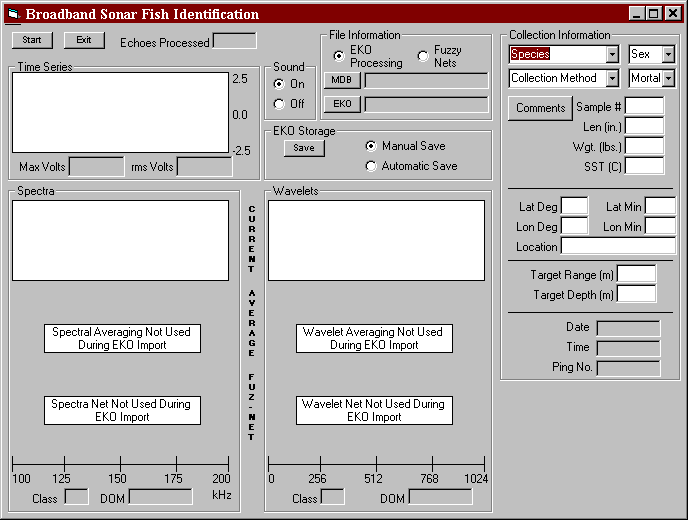 Broadband Sonar Fish Identification
Start
Exit
Echoes Processed
File Information
EKO Processing
Fuzzy Nets
MDB
EKO
Sound
On
Off
Time Series
2.5
0.0
-2.5
Max Volts
rms Volts
EKO Storage
Save
Manual Save
Automatic Save
Collection Information
Species
Sex
Collection Method
Mortal
Comments
Sample #
Len (in.)
Wgt. (lbs.)
SST (C)
Lat Deg
Lat Min
Lon Deg
Lon Min
Location
Target Range (m)
Target Depth (m)
Date
Time
Ping No.
Spectra
Spectral Averaging Not Used
During EKO Import
Spectra Net Not Used During
EKO Import
100 125 150 175 200
kHz
Class
DOM
CURRENT AVERAGE FUZ-NET
Wavelets
Wavelet Averaging Not Used
During EKO Import
Wavelet Net Not Used During
EKO Import
0 256 512 768 1024
Class
DOM